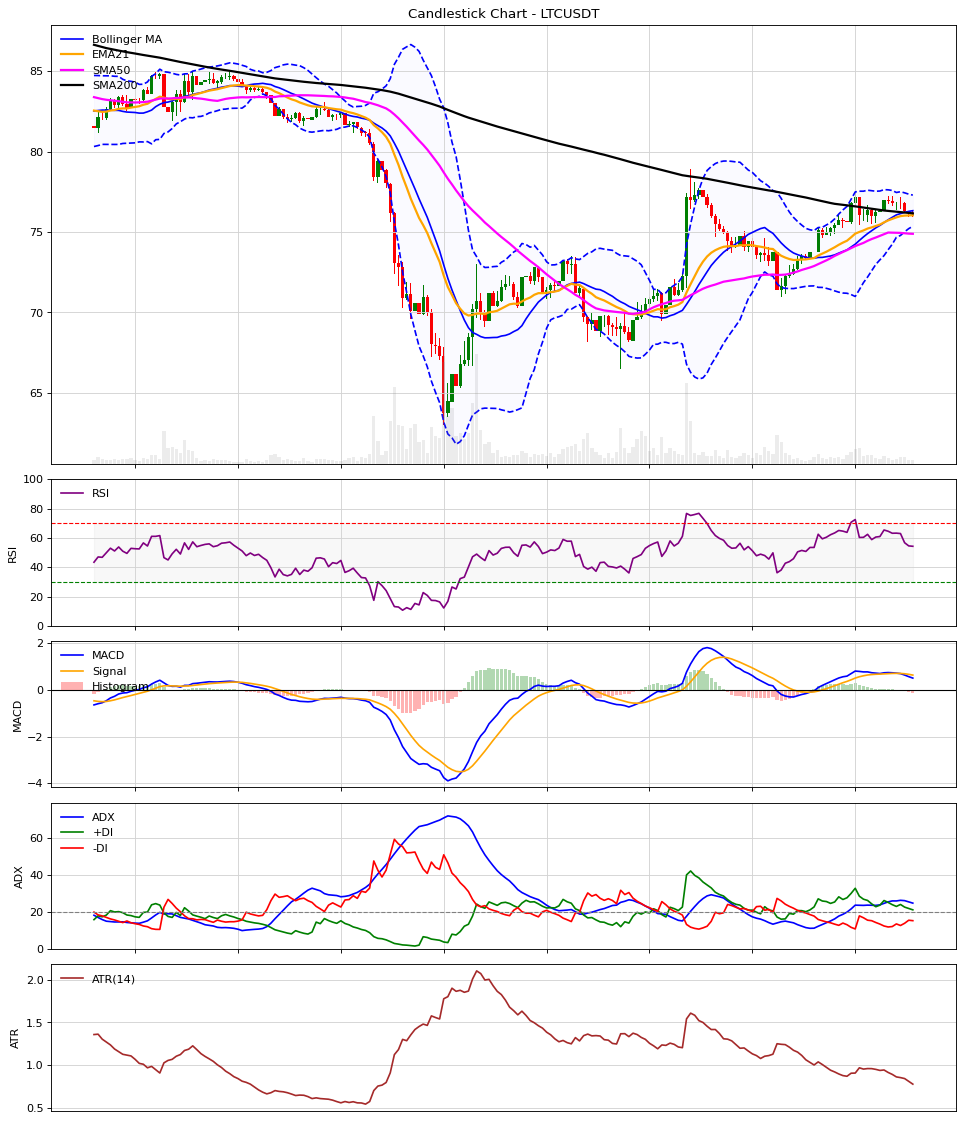 Candlestick Chart - LTCUSDT
Bollinger MA
EMA21
SMA50
SMA200
85
80
75
70
65
RSI
100
80
60
40
20
0
RSI
MACD
Signal
Histogram
2
0
−2
−4
MACD
ADX
+DI
-DI
60
40
20
0
ADX
ATR(14)
2.0
1.5
1.0
0.5
ATR